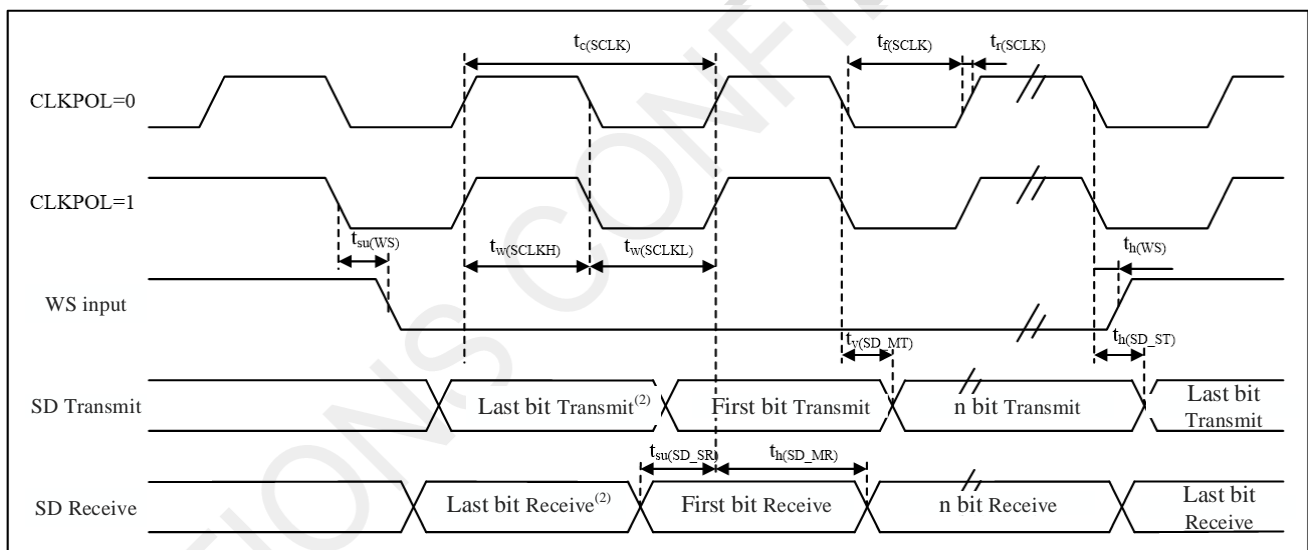 tc(SCLK) tf(SCLK) tr(SCLK)
CLKPOL=0
CLKPOL=1
tsu(WS) tw(SCLKH) tw(SCLKL) th(WS)
WS input
tv(SD_MT) th(SD_ST)
SD Transmit Last bit Transmit(2) First bit Transmit n bit Transmit Last bit
Transmit
tsu(SD_SR) th(SD_MR)
SD Receive Last bit Receive(2) First bit Receive n bit Receive Last bit
Receive